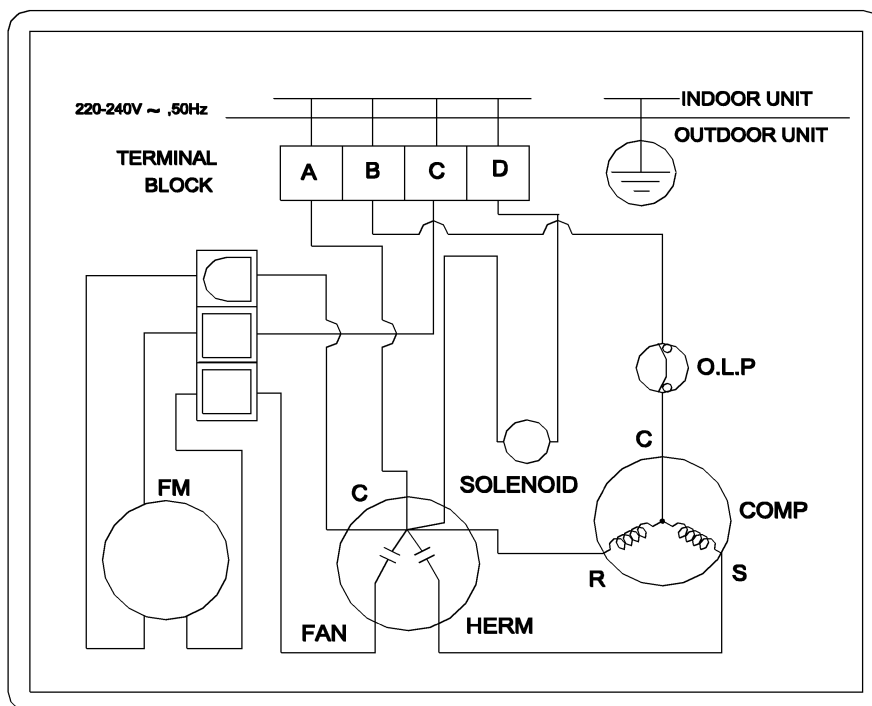 220-240V ~ ,50Hz
INDOOR UNIT
OUTDOOR UNIT
TERMINAL
BLOCK
A
B
C
D
O.L.P
C
SOLENOID
C
FM
COMP
R
S
FAN
HERM